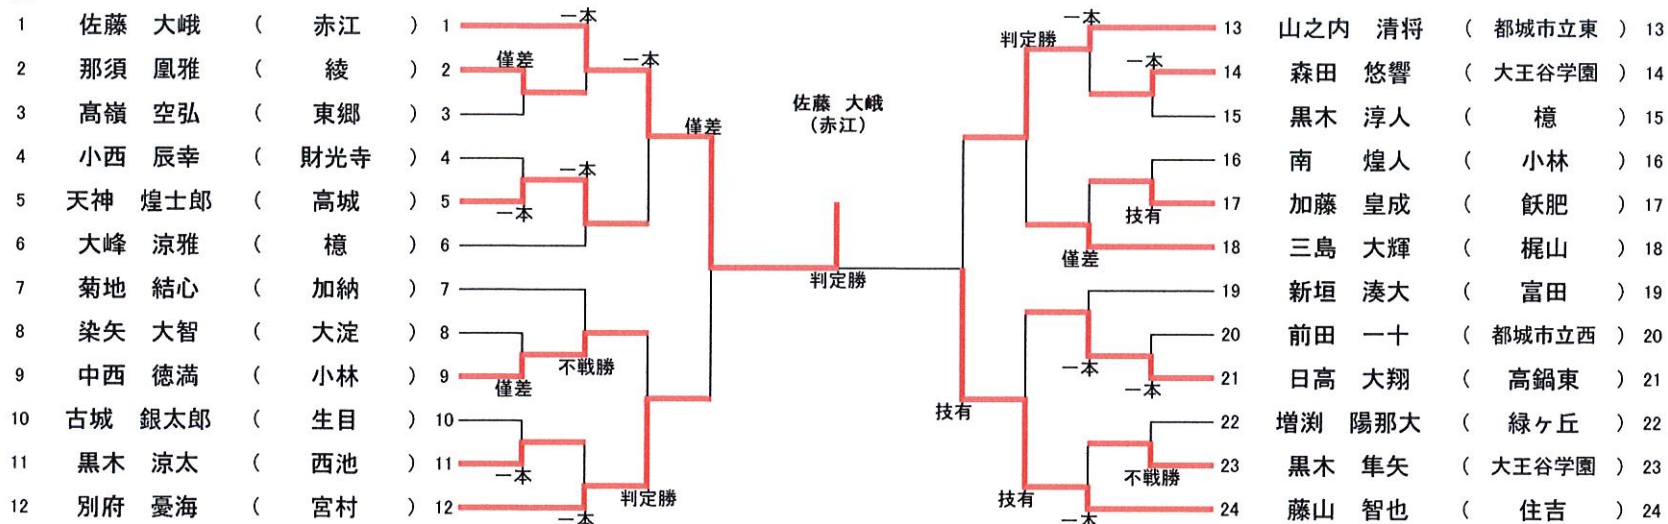 1 佐藤 大峨 ( 赤江 ) 1
2 那須 凰雅 ( 綾 ) 2
3 髙嶺 空弘 ( 東郷 ) 3
4 小西 辰幸 ( 財光寺 ) 4
5 天神 煌士郎 ( 高城 ) 5
6 大峰 涼雅 ( 檍 ) 6
7 菊地 結心 ( 加納 ) 7
8 染矢 大智 ( 大淀 ) 8
9 中西 徳満 ( 小林 ) 9
10 古城 銀太郎 ( 生目 ) 10
11 黒木 涼太 ( 西池 ) 11
12 別府 憂海 ( 宮村 ) 12
一本
僅差
一本
僅差
一本
一本
不戦勝
僅差
一本
判定勝
一本
佐藤 大峨
(赤江)
判定勝
一本
判定勝
一本
技有
僅差
一本
一本
技有
不戦勝
技有
一本
13 山之内 清将 ( 都城市立東 ) 13
14 森田 悠響 ( 大王谷学園 ) 14
15 黒木 淳人 ( 檍 ) 15
16 南 煌人 ( 小林 ) 16
17 加藤 皇成 ( 飫肥 ) 17
18 三島 大輝 ( 梶山 ) 18
19 新垣 湊大 ( 富田 ) 19
20 前田 一十 ( 都城市立西 ) 20
21 日高 大翔 ( 高鍋東 ) 21
22 増渕 陽那大 ( 緑ヶ丘 ) 22
23 黒木 隼矢 ( 大王谷学園 ) 23
24 藤山 智也 ( 住吉 ) 24